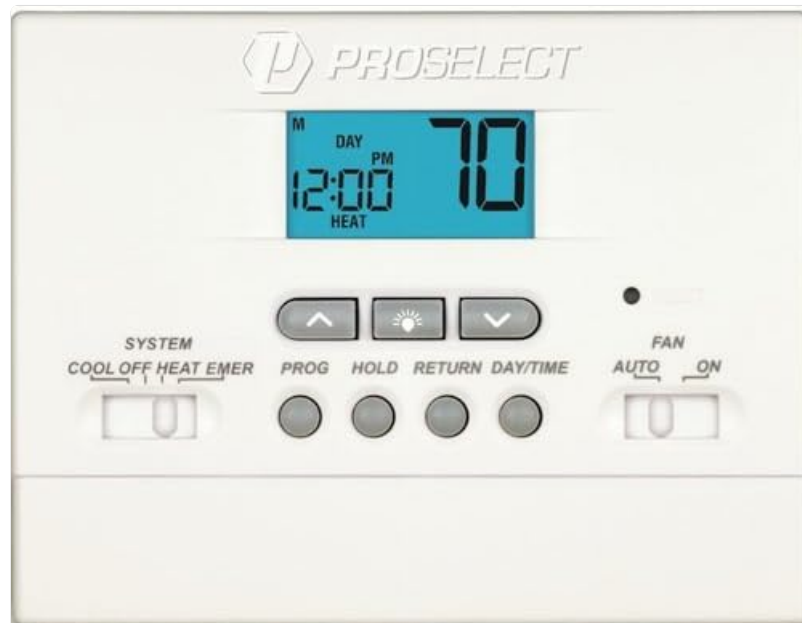 PROSELECT
M
DAY
PM
12:00
70
HEAT
SYSTEM
COOL OFF HEAT EMER
PROG HOLD RETURN DAY/TIME
FAN
AUTO ON